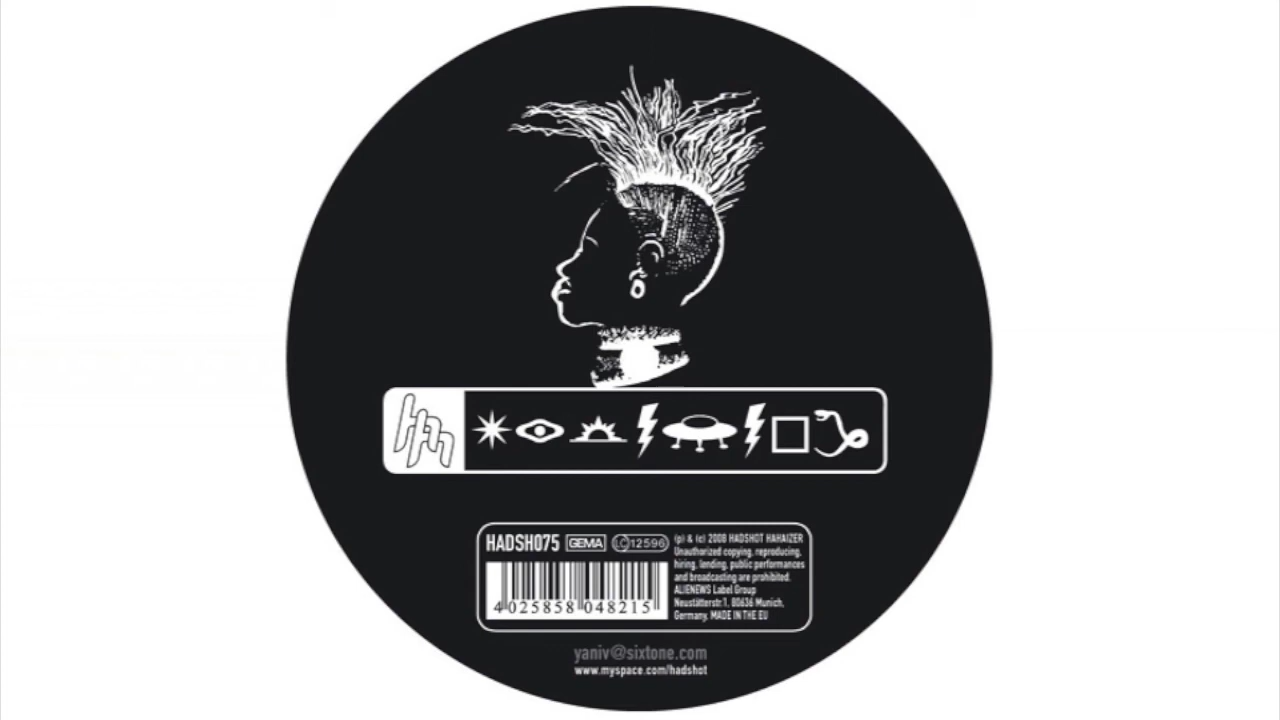 HHA
HADSH075 GEMA LC 12596
4 025858 048215
(p) & (c) 2008 HADSHOT HAHAIZER
Unauthorized copying, reproducing,
hiring, lending, public performances
and broadcasting are prohibited.
ALIENEWS Label Group
Neustätterstr.1, 80636 Munich,
Germany, MADE IN THE EU
yaniv@sixtone.com
www.myspace.com/hadshot